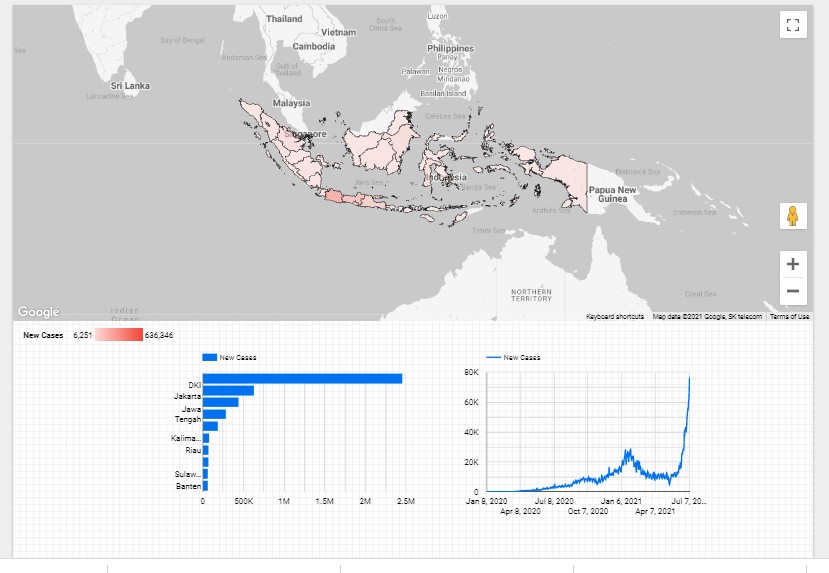 Luzon
Thailand
South
China Sea
Vietnam
Bay of Bengal
Cambodia
Philippines
Sea
Andaman Sea
Panay
Gulf of
Thailand
Palawan
Negros
Mindanao
Sri Lanka
Laccadive Sea
Basilan Island
Malaysia
Celebes Sea
Singapore
Indonesia
Java Sea
Banda Sea
Bismarck Sea
Papua New
Guinea
Arafura Sea
Solomon Sea
Timor Sea
NORTHERN
TERRITORY
Coral Sea
Indian
Ocean
Google
Keyboard shortcuts
Map data ©2021 Google, SK telecom
Terms of Use
New Cases 6,251 636,346
New Cases
DKI
Jakarta
Jawa
Tengah
Kalima...
Riau
Sulaw...
Banten
0 500K 1M 1.5M 2M 2.5M
New Cases
80K
60K
40K
20K
0
Jan 8, 2020 Jul 8, 2020 Jan 6, 2021 Jul 7, 20...
Apr 8, 2020 Oct 7, 2020 Apr 7, 2021